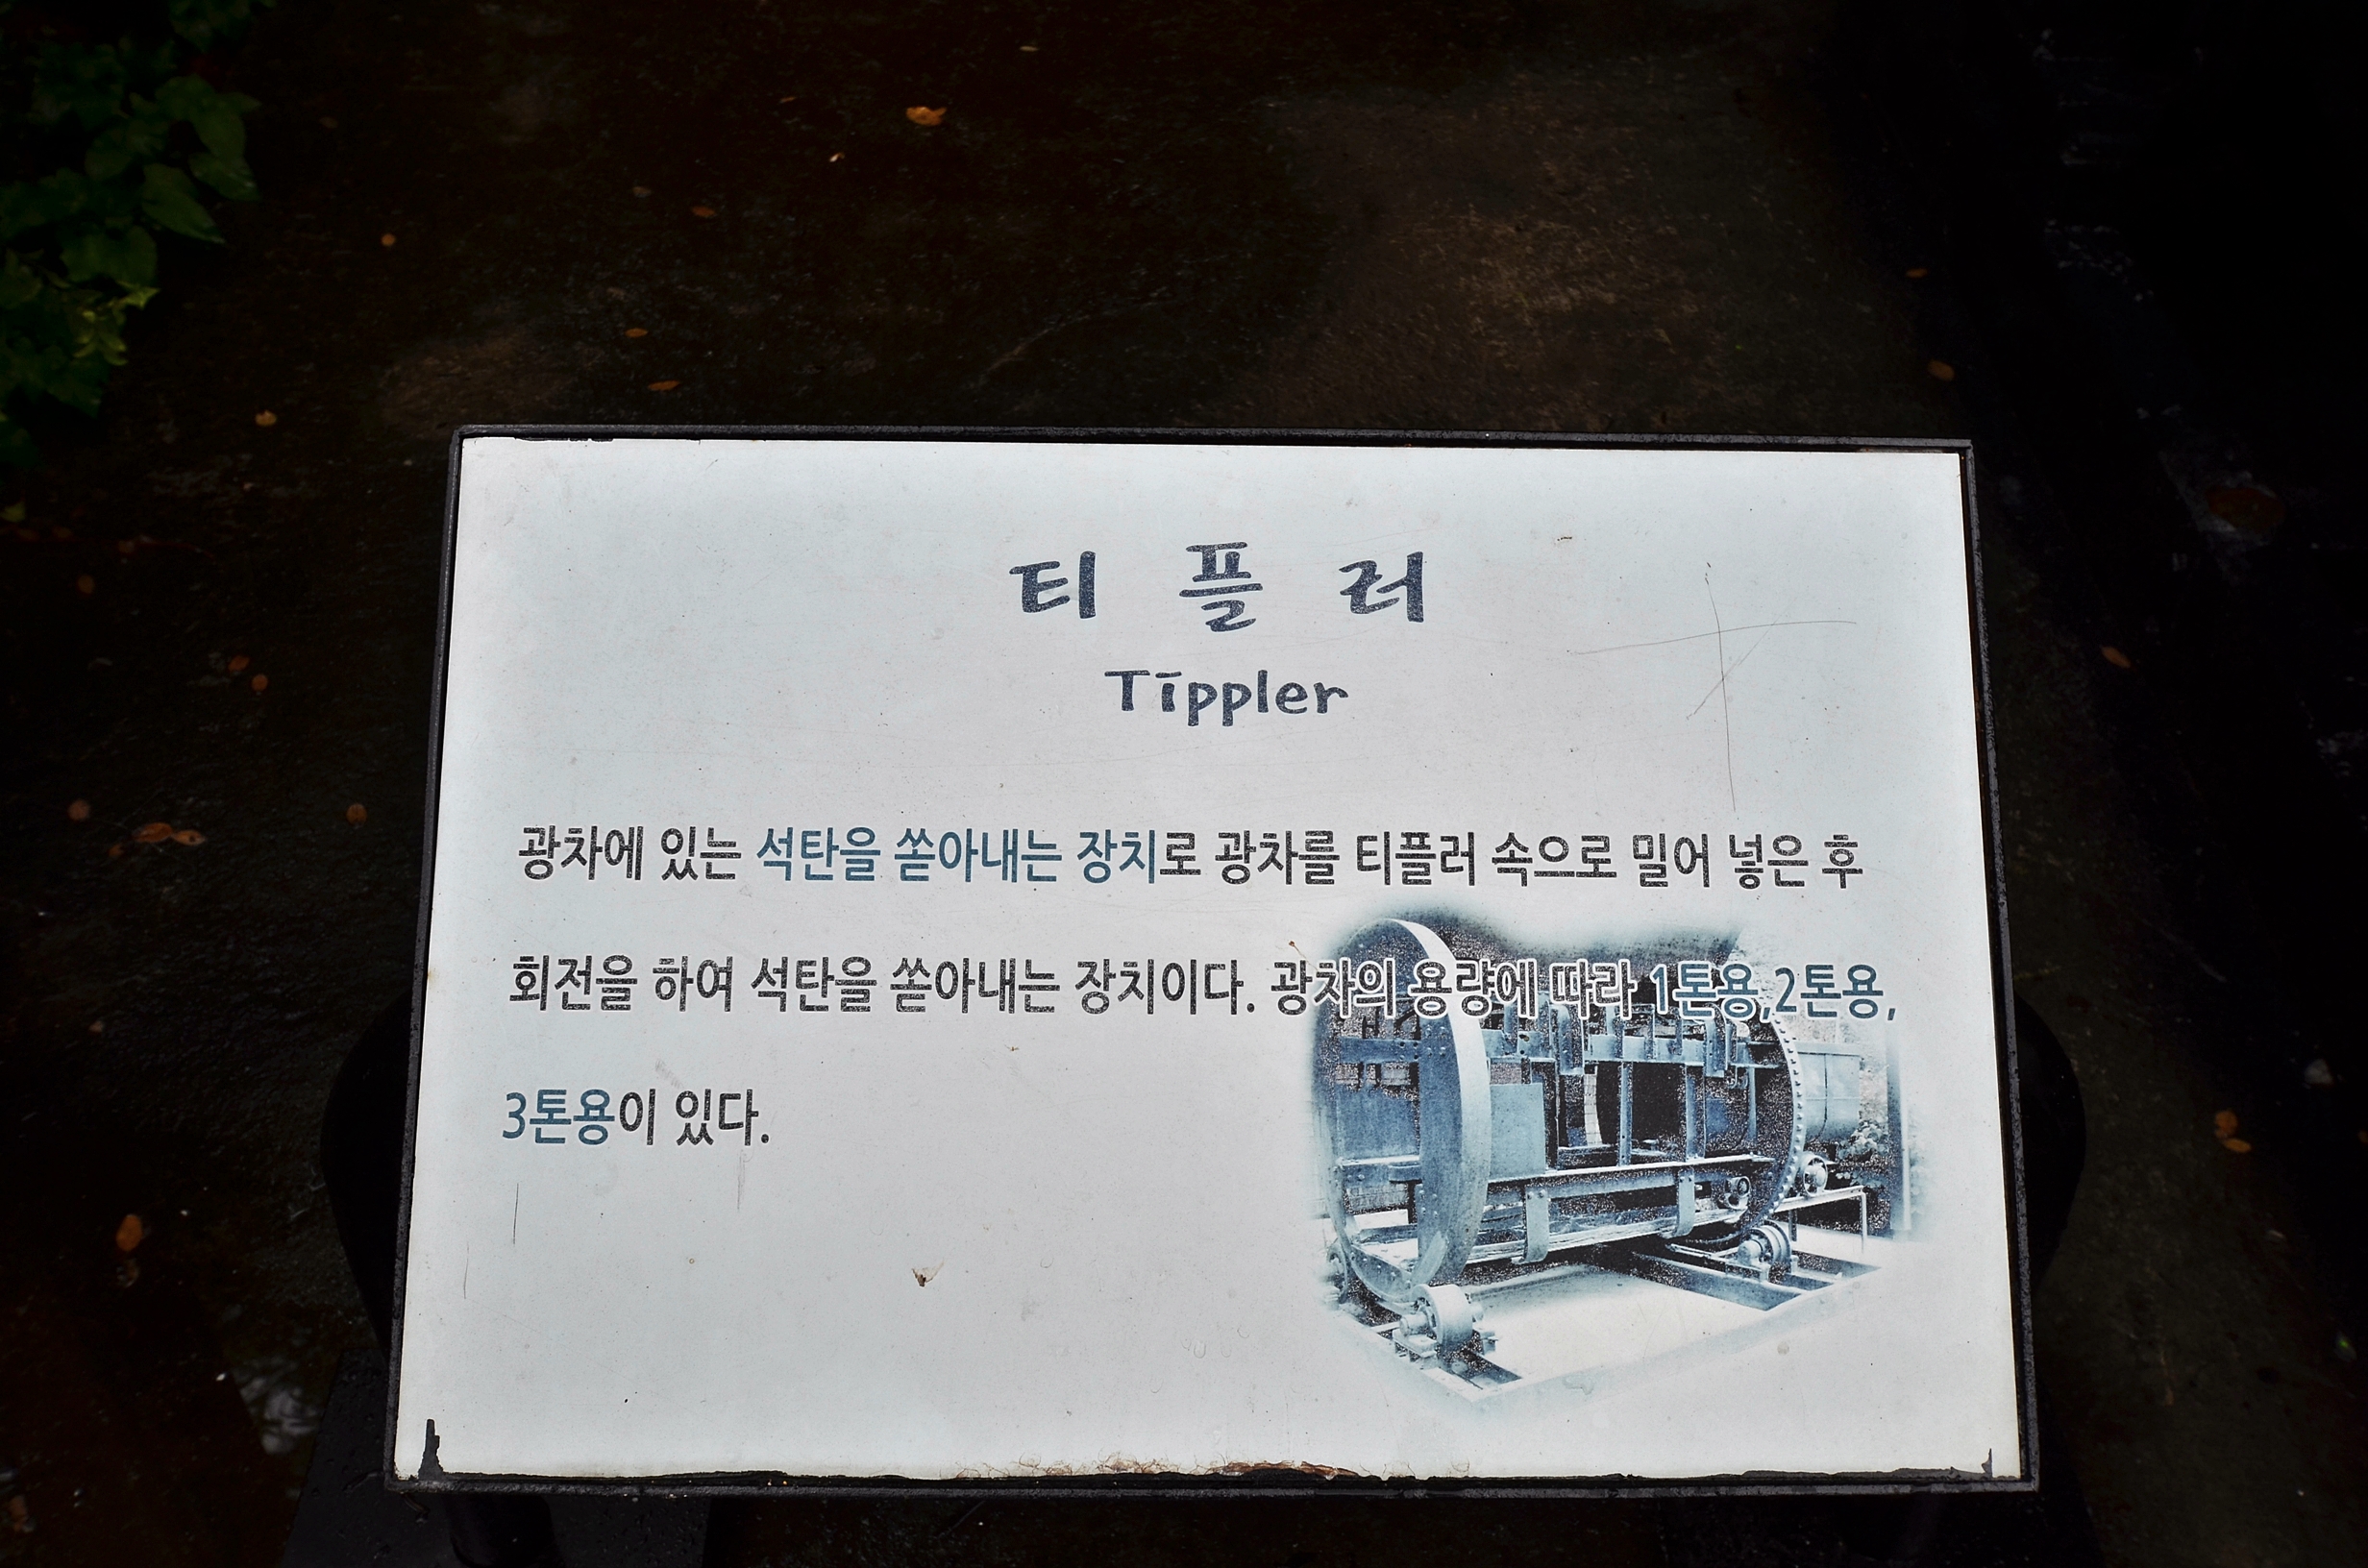 티 플 러
Tippler
광차에 있는 석탄을 쏟아내는 장치로 광차를 티플러 속으로 밀어 넣은 후
회전을 하여 석탄을 쏟아내는 장치이다. 광차의 용량에 따라 1톤용,2톤용,
3톤용이 있다.